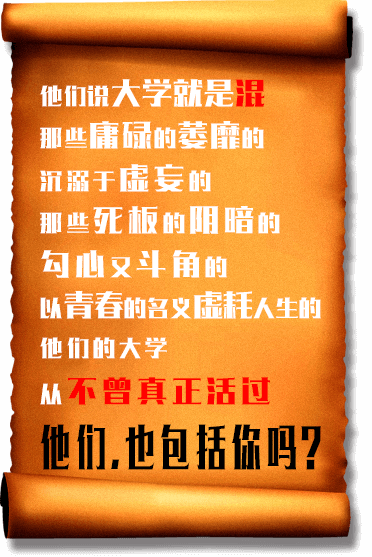 他们说大学就是混
那些庸碌的萎靡的
沉溺于虚妄的
那些死板的阴暗的
勾心又斗角的
以青春的名义虚耗人生的
他们的大学
从不曾真正活过
他们,也包括你吗?